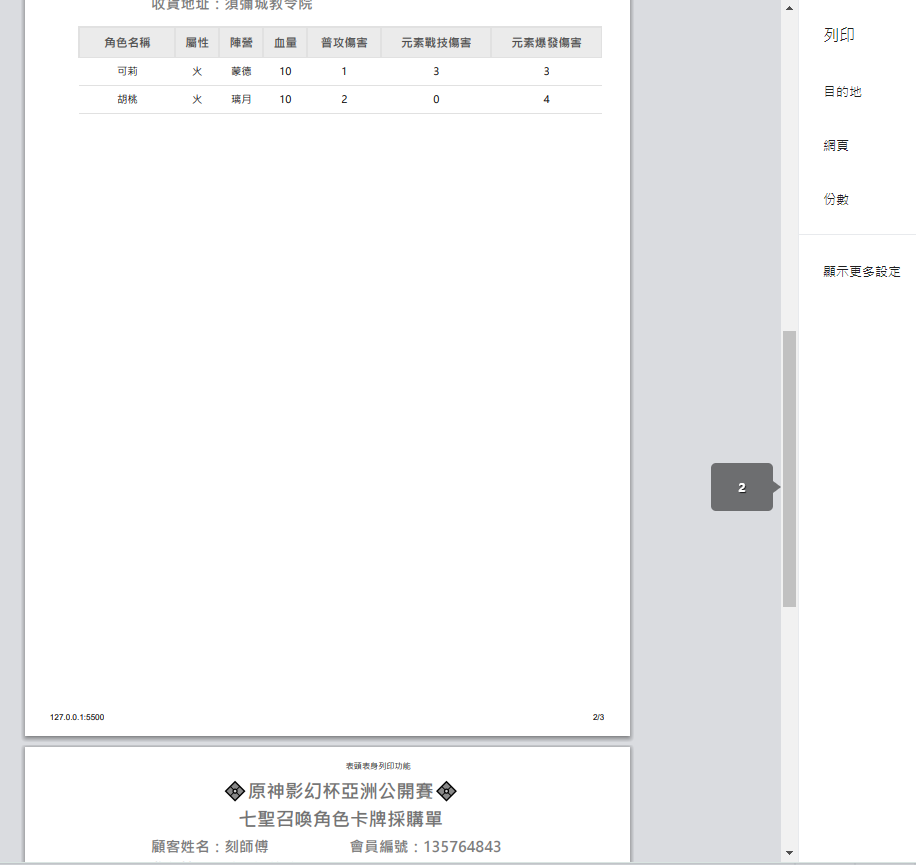 收貨地址：須彌城教令院
角色名稱 屬性 陣營 血量 普攻傷害 元素戰技傷害 元素爆發傷害
可莉 火 蒙德 10 1 3 3
胡桃 火 璃月 10 2 0 4
127.0.0.1:5500 2/3
表頭表身列印功能
原神影幻杯亞洲公開賽
七聖召喚角色卡牌採購單
顧客姓名：刻師傅 會員編號：135764843
2
列印
目的地
網頁
份數
顯示更多設定